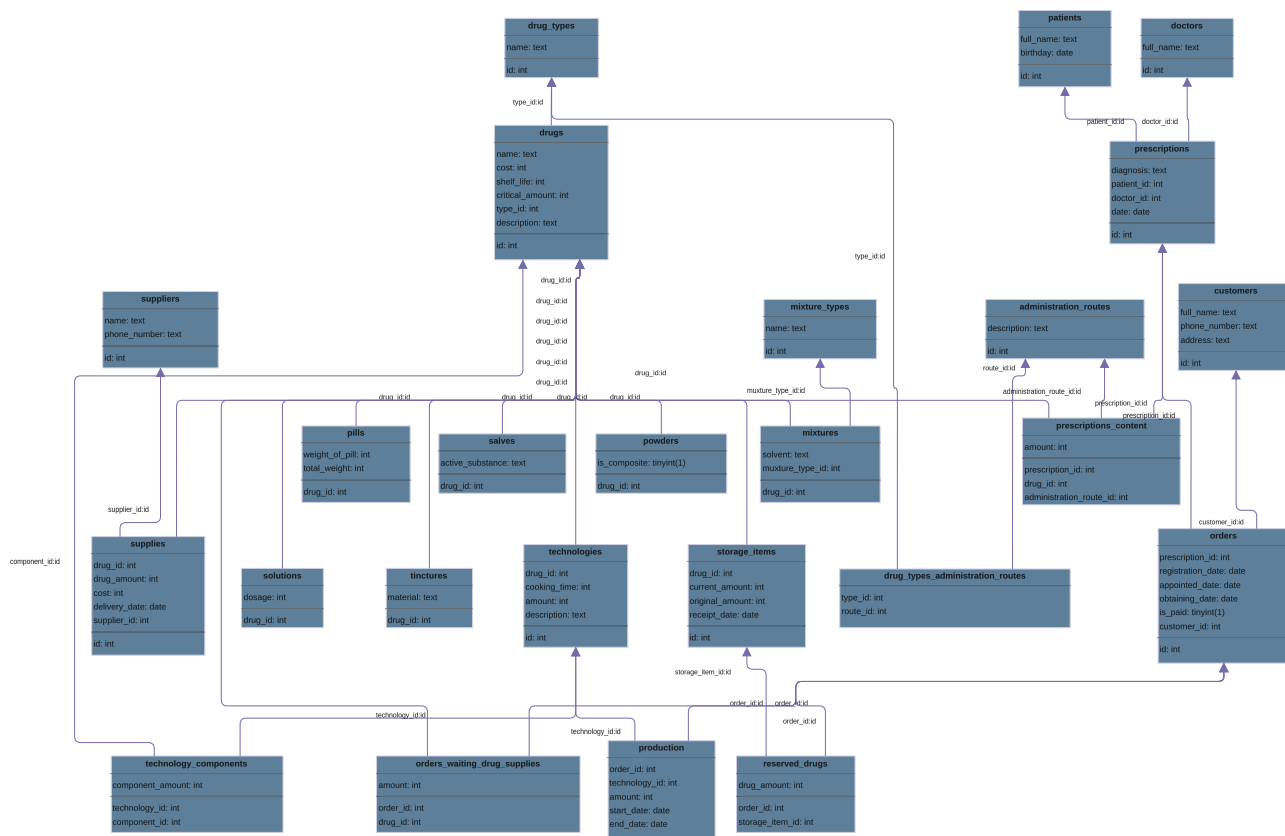 drug_types
name: text
id: int
patients
full_name: text
birthday: date
id: int
doctors
full_name: text
id: int
type_id:id
patient_id:id
doctor_id:id
drugs
name: text
cost: int
shelf_life: int
critical_amount: int
type_id: int
description: text
id: int
prescriptions
diagnosis: text
patient_id: int
doctor_id: int
date: date
id: int
type_id:id
drug_id:id
drug_id:id
drug_id:id
drug_id:id
drug_id:id
drug_id:id
drug_id:id
suppliers
name: text
phone_number: text
id: int
mixture_types
name: text
id: int
administration_routes
description: text
id: int
customers
full_name: text
phone_number: text
address: text
id: int
route_id:id
muxture_type_id:id
administration_route_id:id
drug_id:id
drug_id:id
drug_id:id
drug_id:id
prescription_id:id
prescription_id:id
pills
weight_of_pill: int
total_weight: int
drug_id: int
salves
active_substance: text
drug_id: int
powders
is_composite: tinyint(1)
drug_id: int
mixtures
solvent: text
muxture_type_id: int
drug_id: int
prescriptions_content
amount: int
prescription_id: int
drug_id: int
administration_route_id: int
supplier_id:id
customer_id:id
component_id:id
supplies
drug_id: int
drug_amount: int
cost: int
delivery_date: date
supplier_id: int
id: int
solutions
dosage: int
drug_id: int
tinctures
material: text
drug_id: int
technologies
drug_id: int
cooking_time: int
amount: int
description: text
id: int
storage_items
drug_id: int
current_amount: int
original_amount: int
receipt_date: date
id: int
drug_types_administration_routes
type_id: int
route_id: int
orders
prescription_id: int
registration_date: date
appointed_date: date
obtaining_date: date
is_paid: tinyint(1)
customer_id: int
id: int
storage_item_id:id
order_id:id
order_id:id
order_id:id
technology_id:id
technology_id:id
technology_components
component_amount: int
technology_id: int
component_id: int
orders_waiting_drug_supplies
amount: int
order_id: int
drug_id: int
production
order_id: int
technology_id: int
amount: int
start_date: date
end_date: date
reserved_drugs
drug_amount: int
order_id: int
storage_item_id: int